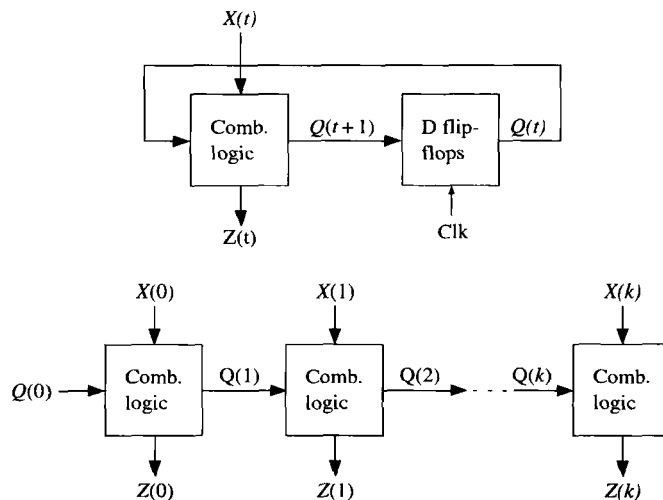 X(t)
Comb. logic
Q(t+1)
D flip-flops
Q(t)
Z(t)
Clk
X(0)
X(1)
X(k)
Q(0)
Comb. logic
Q(1)
Comb. logic
Q(2)
Q(k)
Comb. logic
Z(0)
Z(1)
Z(k)